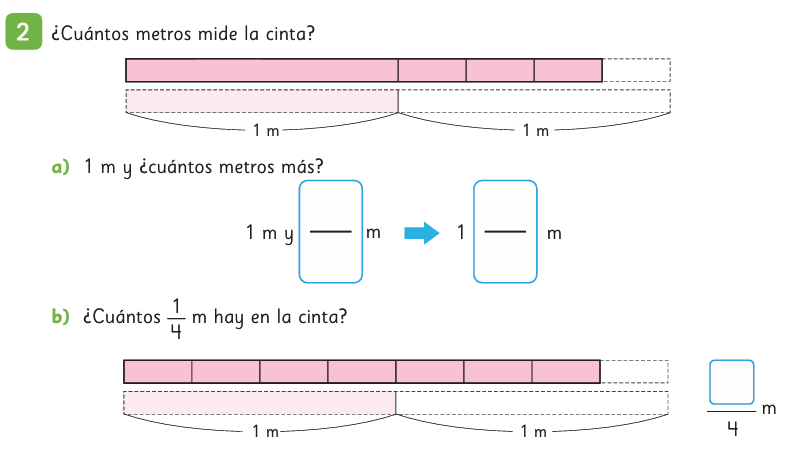 2 ¿Cuántos metros mide la cinta?
1 m 1 m
a) 1 m y ¿cuántos metros más?
1 m y — m 1 — m
b) ¿Cuántos 1/4 m hay en la cinta?
1 m 1 m
—/4 m